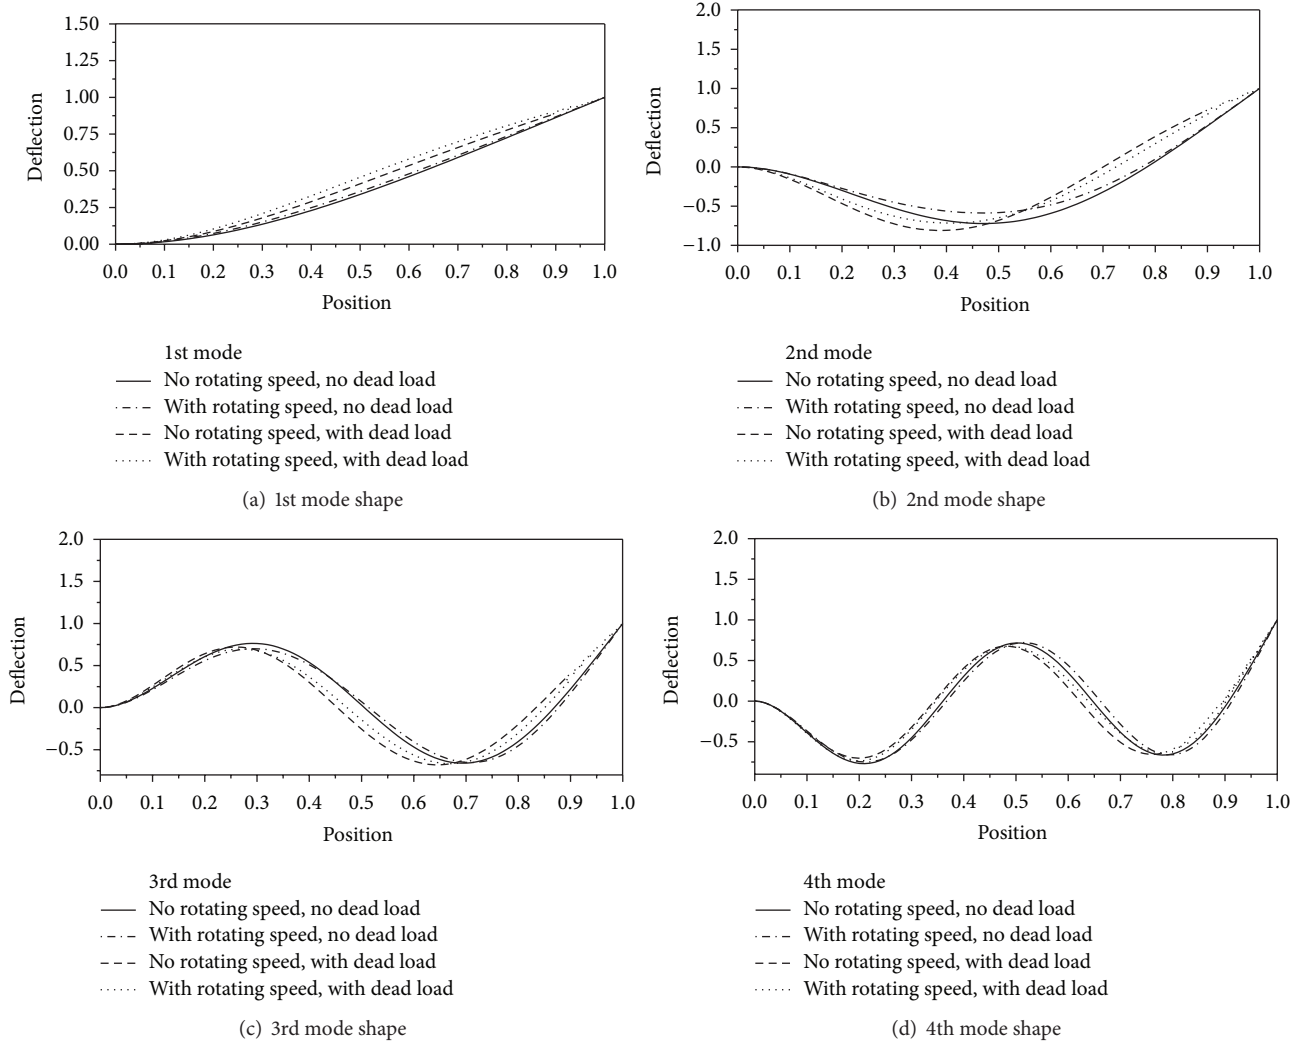 1.50
1.25
1.00
0.75
0.50
0.25
0.00
Deflection
0.0 0.1 0.2 0.3 0.4 0.5 0.6 0.7 0.8 0.9 1.0
Position
1st mode
No rotating speed, no dead load
With rotating speed, no dead load
No rotating speed, with dead load
With rotating speed, with dead load
(a) 1st mode shape
2.0
1.5
1.0
0.5
0.0
−0.5
−1.0
Deflection
0.0 0.1 0.2 0.3 0.4 0.5 0.6 0.7 0.8 0.9 1.0
Position
2nd mode
No rotating speed, no dead load
With rotating speed, no dead load
No rotating speed, with dead load
With rotating speed, with dead load
(b) 2nd mode shape
2.0
1.5
1.0
0.5
0.0
−0.5
Deflection
0.0 0.1 0.2 0.3 0.4 0.5 0.6 0.7 0.8 0.9 1.0
Position
3rd mode
No rotating speed, no dead load
With rotating speed, no dead load
No rotating speed, with dead load
With rotating speed, with dead load
(c) 3rd mode shape
2.0
1.5
1.0
0.5
0.0
−0.5
Deflection
0.0 0.1 0.2 0.3 0.4 0.5 0.6 0.7 0.8 0.9 1.0
Position
4th mode
No rotating speed, no dead load
With rotating speed, no dead load
No rotating speed, with dead load
With rotating speed, with dead load
(d) 4th mode shape